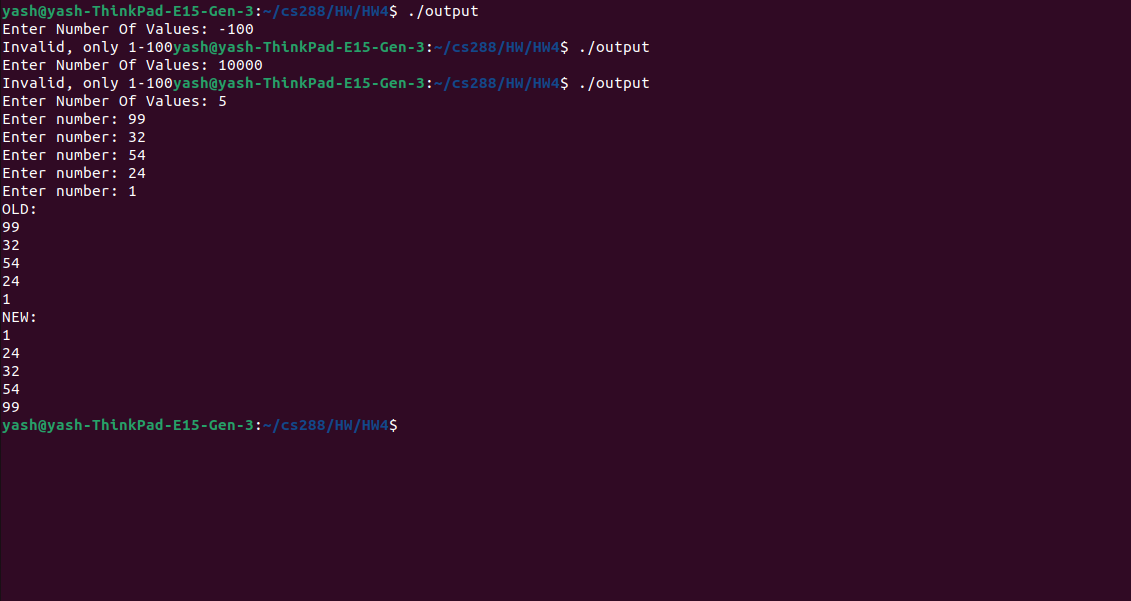 yash@yash-ThinkPad-E15-Gen-3:~/cs288/HW/HW4$ ./output
Enter Number Of Values: -100
Invalid, only 1-100yash@yash-ThinkPad-E15-Gen-3:~/cs288/HW/HW4$ ./output
Enter Number Of Values: 10000
Invalid, only 1-100yash@yash-ThinkPad-E15-Gen-3:~/cs288/HW/HW4$ ./output
Enter Number Of Values: 5
Enter number: 99
Enter number: 32
Enter number: 54
Enter number: 24
Enter number: 1
OLD:
99
32
54
24
1
NEW:
1
24
32
54
99
yash@yash-ThinkPad-E15-Gen-3:~/cs288/HW/HW4$